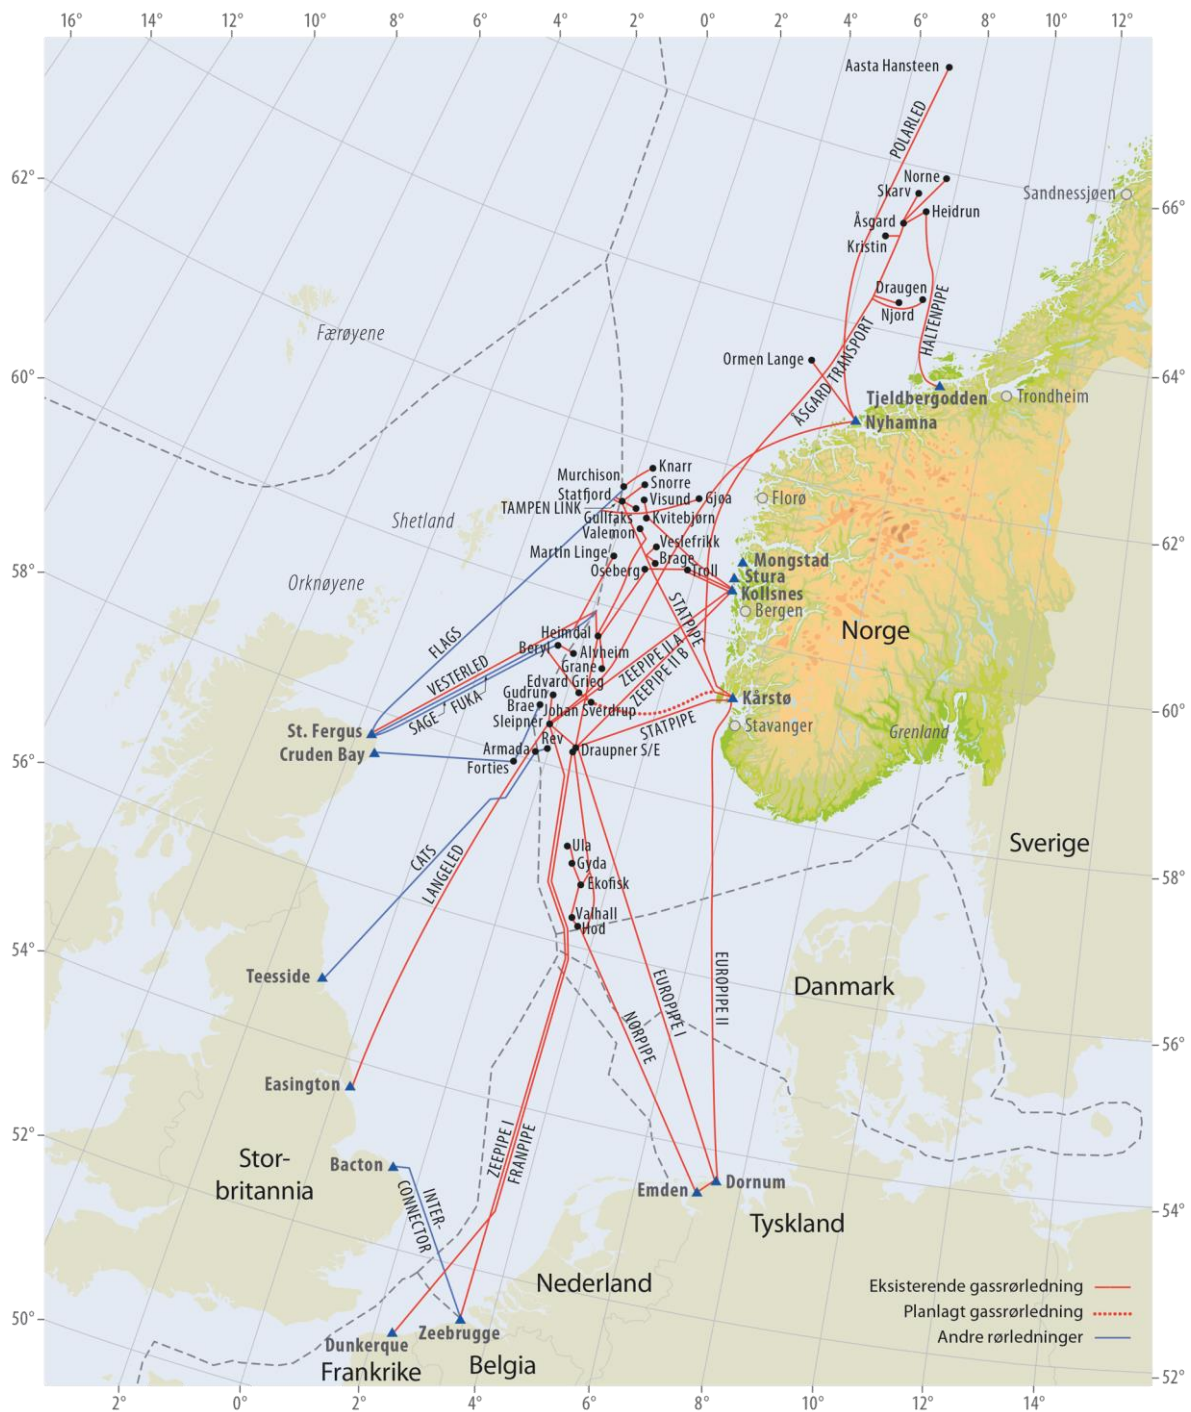 16° 14° 12° 10° 8° 6° 4° 2° 0° 2° 4° 6° 8° 10° 12°
Aasta Hansteen
POLARLED
62°
Norne
Skarv
Sandnessjøen
66°
Heidrun
Åsgard
Kristin
Draugen
Njord
HALTENPIPE
Færøyene
Ormen Lange
ÅSGARD TRANSPORT
60°
64°
Tjeldbergodden
Trondheim
Nyhamna
Knarr
Murchison
Snorre
Statfjord
Visund
Gjøa
Florø
TAMPEN LINK
Gullfaks
Kvitebjørn
Shetland
Valemon
Veslefrikk
62°
Martin Linge
Brage
Mongstad
58°
Oseberg
Troll
Stura
Orknøyene
Kollsnes
STATPIPE
Bergen
FLAGS
Heimdal
Norge
Beryl
Alvheim
VESTERLED
Grane
ZEEPIPE II A
ZEEPIPE II B
SAGE
FUKA
Edvard Grieg
Gudrun
Kårstø
Brae
Johan Sverdrup
60°
Sleipner
STATPIPE
Stavanger
St. Fergus
Rev
Grenland
Cruden Bay
Armada
Draupner S/E
56°
Forties
Ula
Sverige
CATS
LANGELED
Gyda
Ekofisk
58°
Valhall
Hod
54°
Teesside
EUROPIPE II
Danmark
EUROPIPE I
NORPIPE
56°
Easington
52°
ZEEPIPE I
FRANPIPE
Stor-
britannia
Bacton
INTER-
CONNECTOR
Emden
Dornum
54°
Tyskland
Nederland
Eksisterende gassrørledning
Planlagt gassrørledning
Andre rørledninger
50°
Zeebrugge
Dunkerque
Frankrike
Belgia
52°
2° 0° 2° 4° 6° 8° 10° 12° 14°